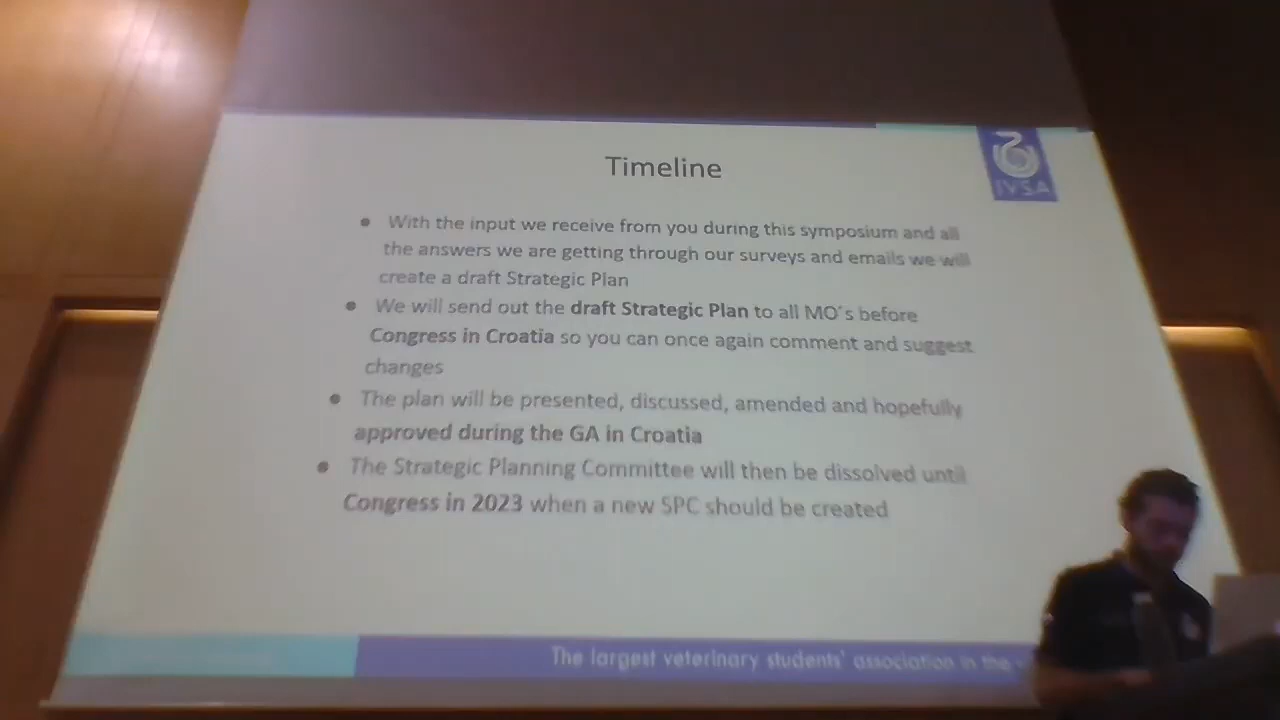 Timeline
IVSA
• With the input we receive from you during this symposium and all
the answers we are getting through our surveys and emails we will
create a draft Strategic Plan
• We will send out the draft Strategic Plan to all MO´s before
Congress in Croatia so you can once again comment and suggest
changes
• The plan will be presented, discussed, amended and hopefully
approved during the GA in Croatia
• The Strategic Planning Committee will then be dissolved until
Congress in 2023 when a new SPC should be created
The largest veterinary students' association in the